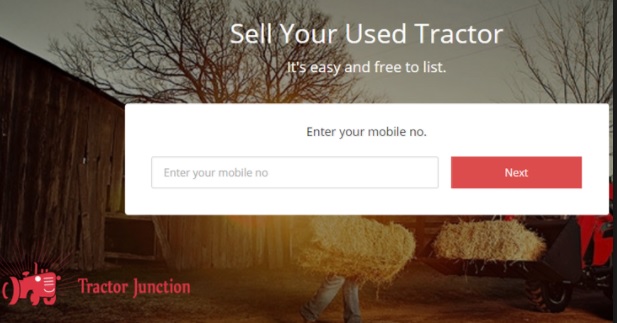 Sell Your Used Tractor
It's easy and free to list.
Enter your mobile no.
Enter your mobile no
Next
Tractor Junction